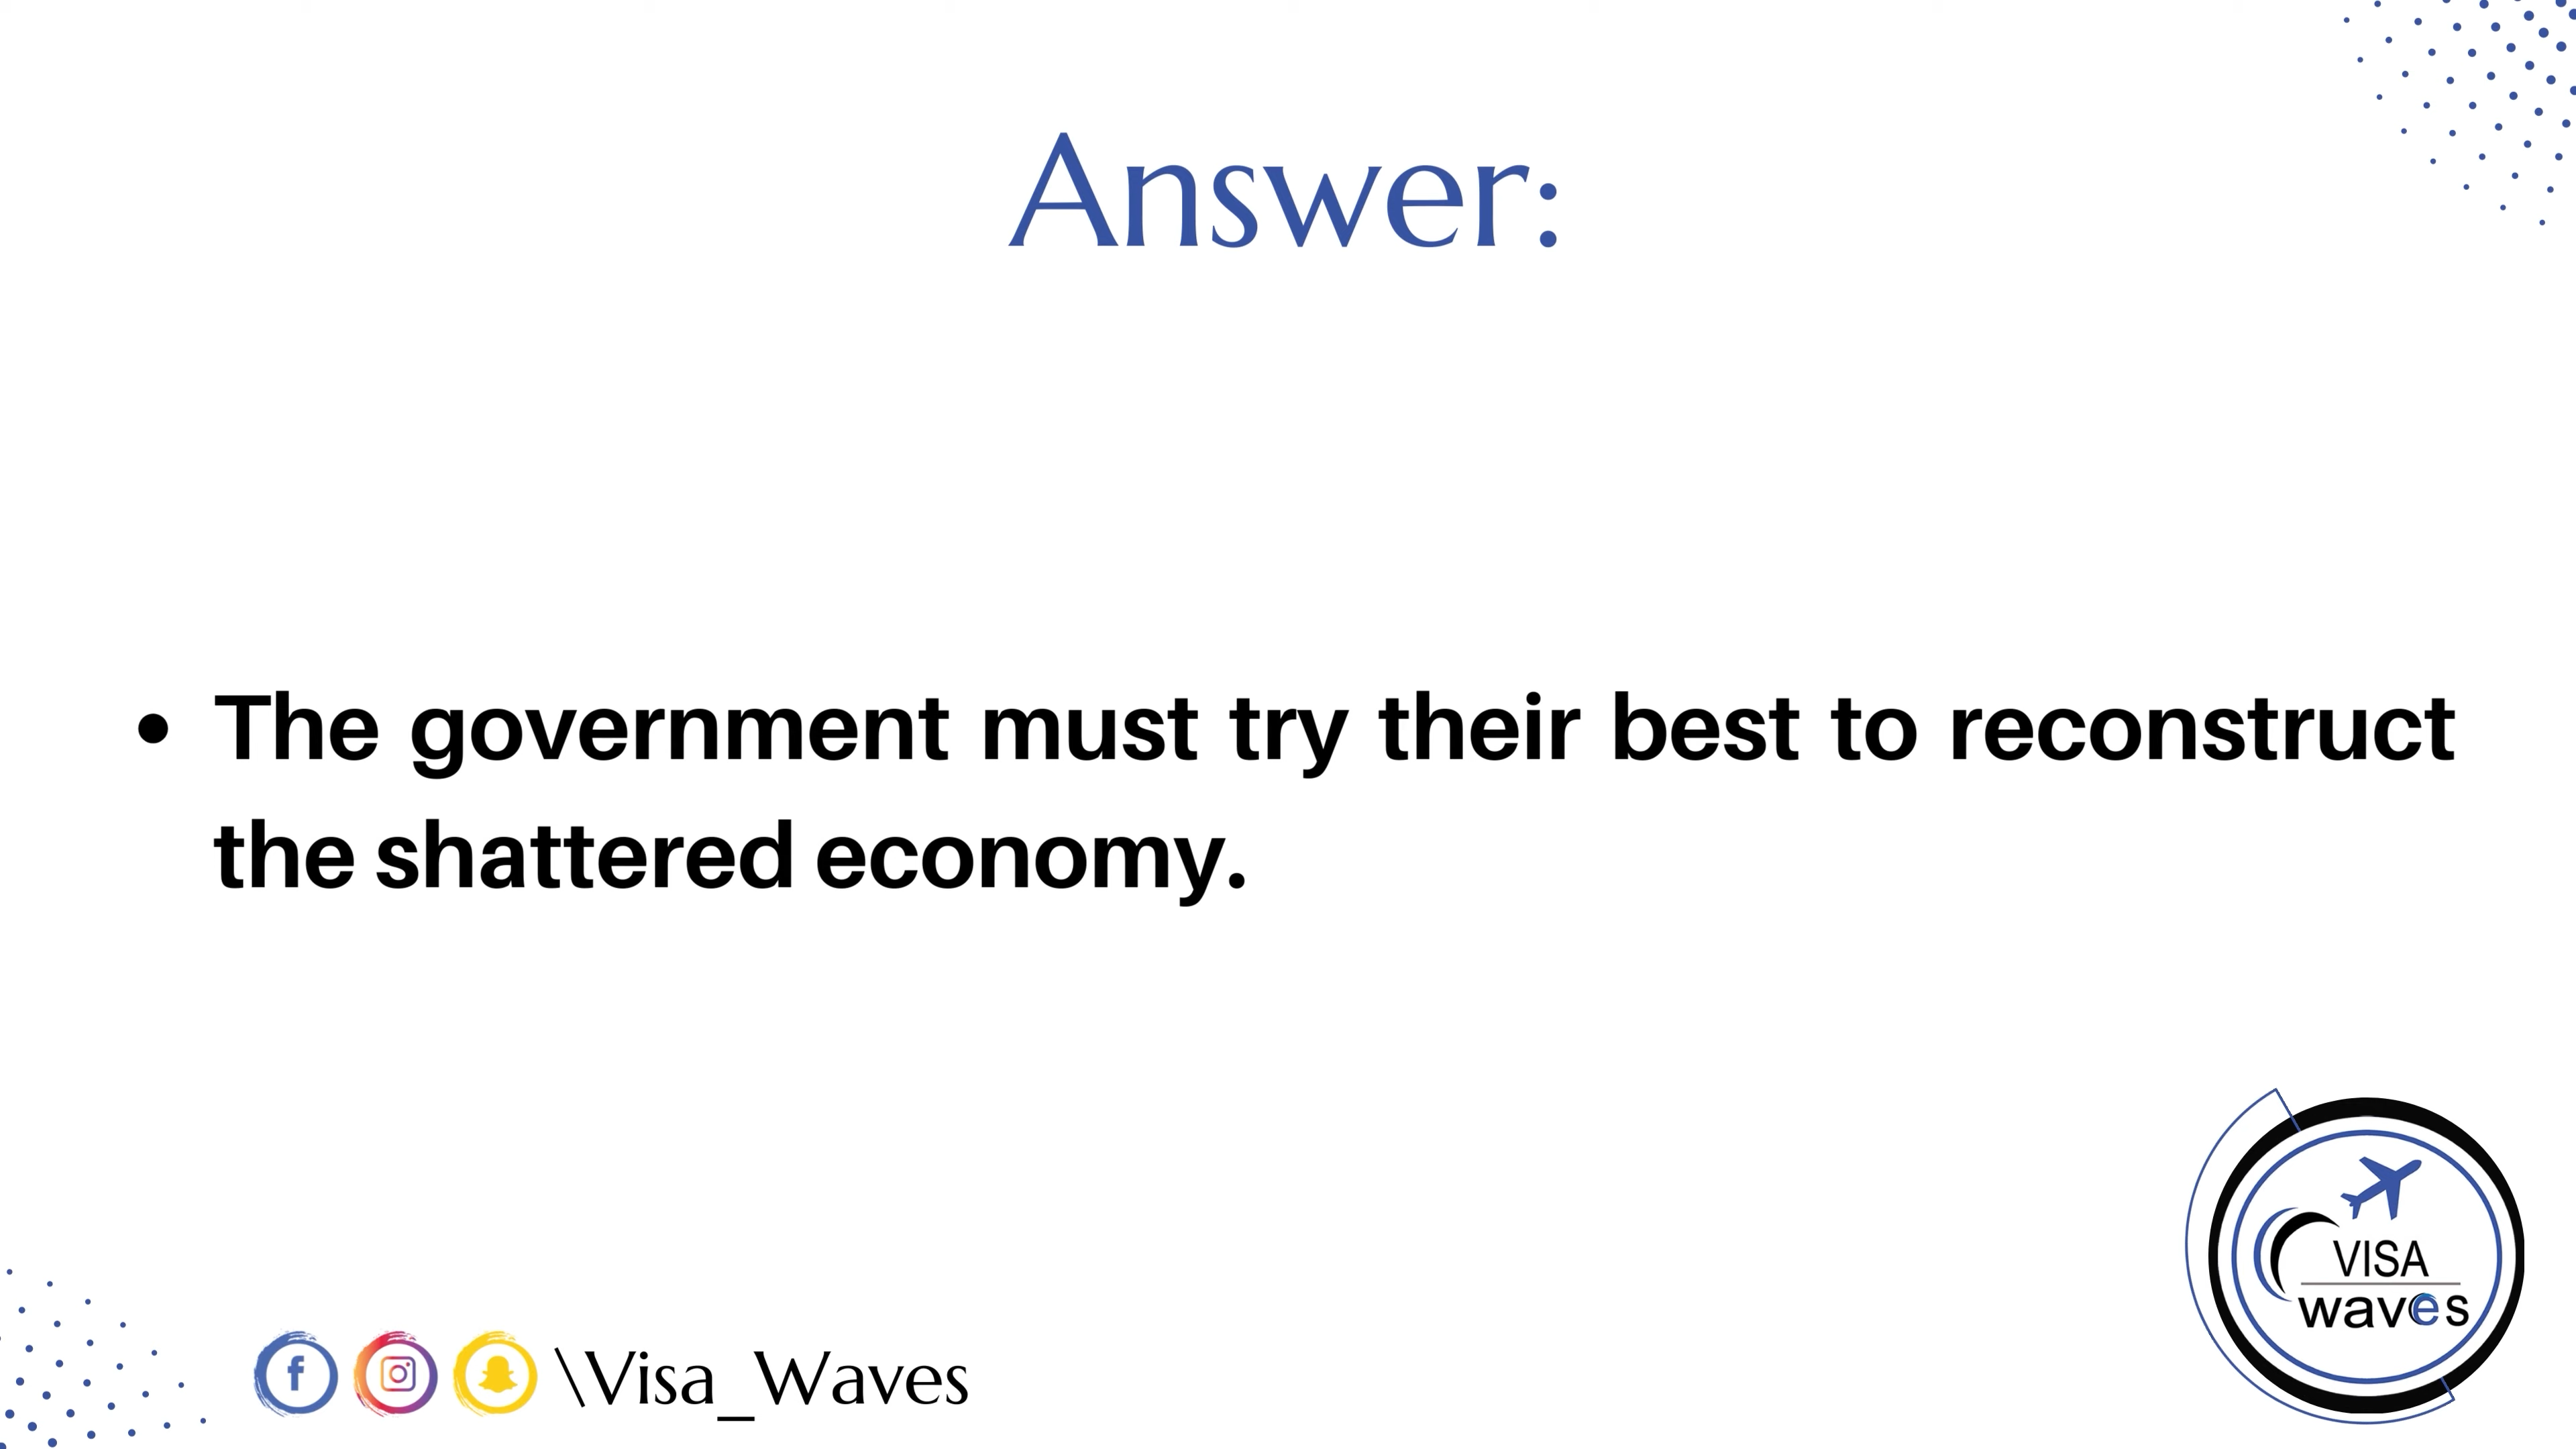 Answer:
• The government must try their best to reconstruct
the shattered economy.
VISA
waves
\Visa_Waves